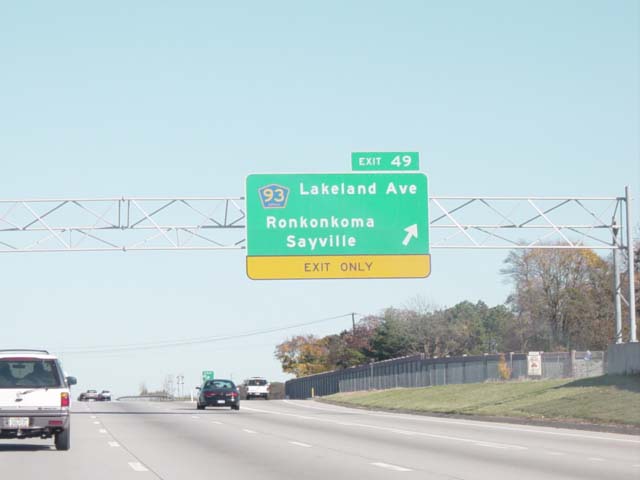 EXIT 49
93 Lakeland Ave
Ronkonkoma
Sayville
EXIT ONLY